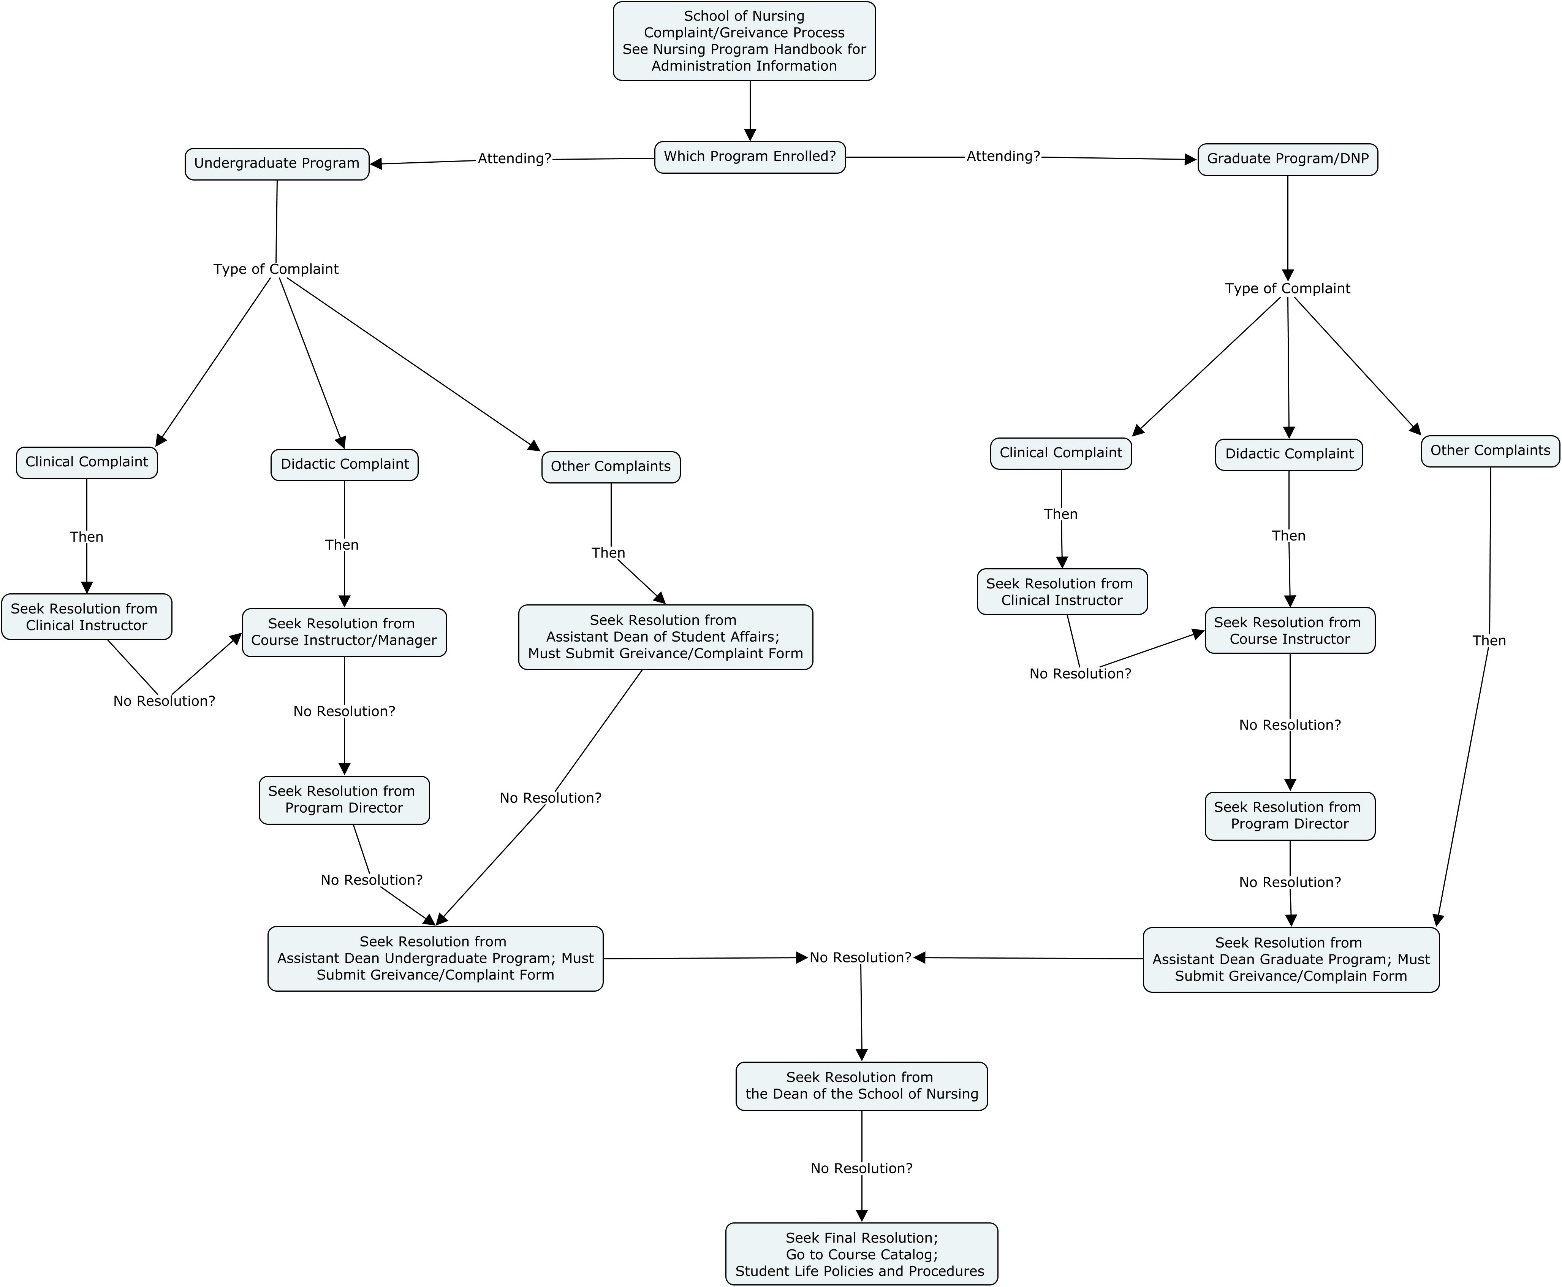 School of Nursing
Complaint/Greivance Process
See Nursing Program Handbook for
Administration Information
Which Program Enrolled?
Attending?
Attending?
Undergraduate Program
Graduate Program/DNP
Type of Complaint
Clinical Complaint
Didactic Complaint
Other Complaints
Then
Then
Then
Seek Resolution from
Clinical Instructor
Seek Resolution from
Course Instructor/Manager
Seek Resolution from
Assistant Dean of Student Affairs;
Must Submit Greivance/Complaint Form
No Resolution?
No Resolution?
Seek Resolution from
Program Director
No Resolution?
No Resolution?
Seek Resolution from
Assistant Dean Undergraduate Program; Must
Submit Greivance/Complaint Form
Type of Complaint
Clinical Complaint
Didactic Complaint
Other Complaints
Then
Then
Then
Seek Resolution from
Clinical Instructor
Seek Resolution from
Course Instructor
No Resolution?
No Resolution?
Seek Resolution from
Program Director
No Resolution?
Seek Resolution from
Assistant Dean Graduate Program; Must
Submit Greivance/Complain Form
No Resolution?
Seek Resolution from
the Dean of the School of Nursing
No Resolution?
Seek Final Resolution;
Go to Course Catalog;
Student Life Policies and Procedures